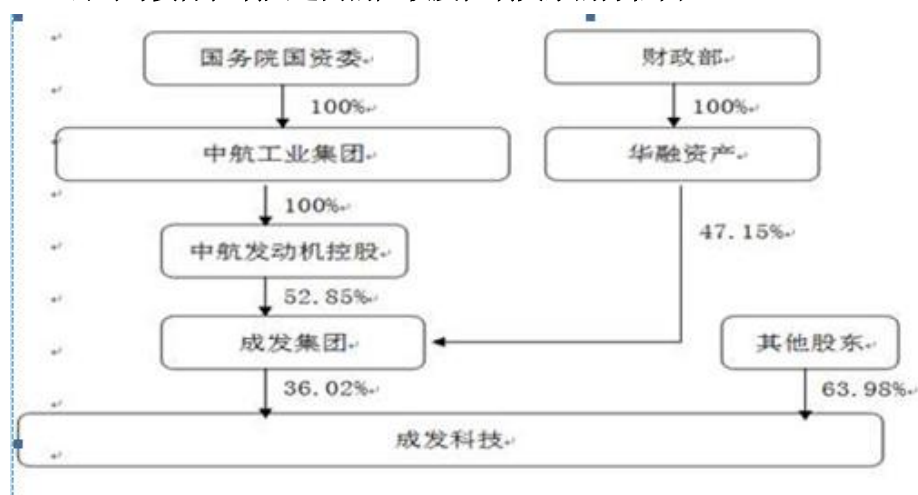 国务院国资委
财政部
100%
100%
中航工业集团
华融资产
100%
47.15%
中航发动机控股
52.85%
成发集团
其他股东
36.02%
63.98%
成发科技